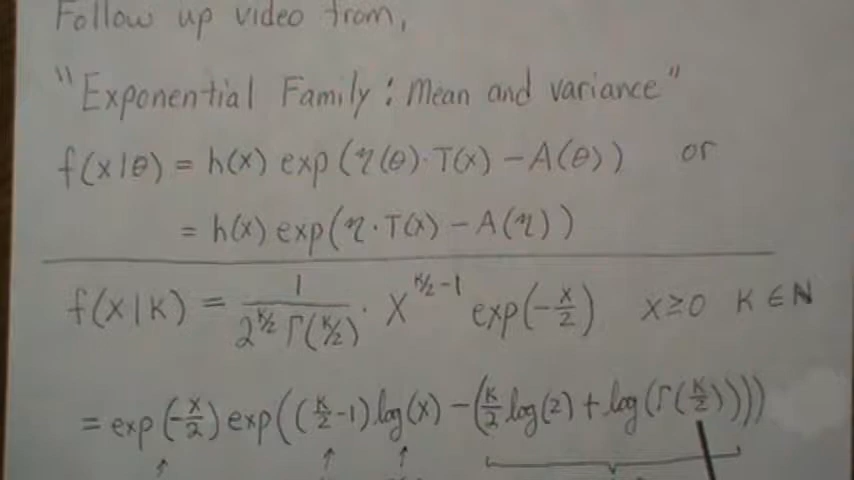 Follow up video from,
"Exponential Family: Mean and variance"
f(x|θ) = h(x) exp(η(θ)·T(x) − A(θ)) or
= h(x) exp(η·T(x) − A(η))
f(x|K) = 1/(2^{K/2} Γ(K/2)) · X^{K/2 −1} exp(−x/2) x≥0 K∈N
= exp(−x/2) exp((K/2 −1) log(x) − (K/2 log(2) + log(Γ(K/2))))